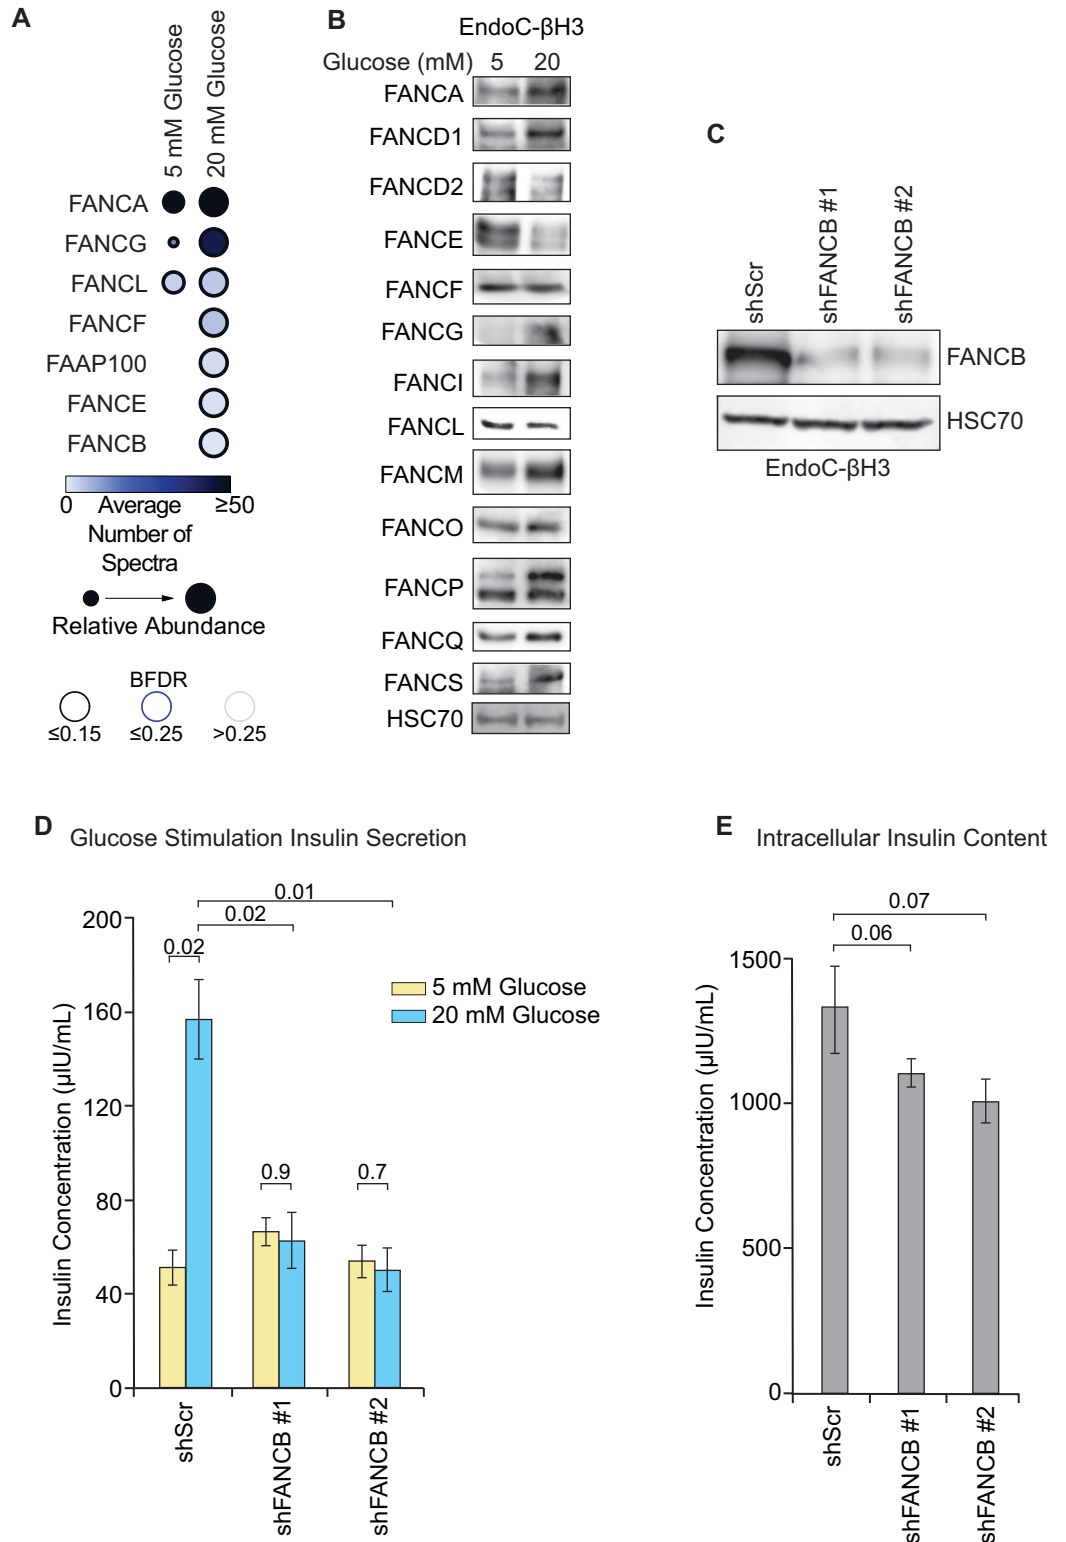 A
5 mM Glucose
20 mM Glucose
FANCA
FANCG
FANCL
FANCF
FAAP100
FANCE
FANCB
0 Average ≥50
Number of
Spectra
Relative Abundance
BFDR
≤0.15 ≤0.25 >0.25
B
EndoC-βH3
Glucose (mM) 5 20
FANCA
FANCD1
FANCD2
FANCE
FANCF
FANCG
FANCI
FANCL
FANCM
FANCO
FANCP
FANCQ
FANCS
HSC70
C
shScr
shFANCB #1
shFANCB #2
FANCB
HSC70
EndoC-βH3
D Glucose Stimulation Insulin Secretion
0.01
0.02
0.02
0.9
0.7
5 mM Glucose
20 mM Glucose
Insulin Concentration (µIU/mL)
200
160
120
80
40
0
shScr
shFANCB #1
shFANCB #2
E Intracellular Insulin Content
0.07
0.06
Insulin Concentration (µIU/mL)
1500
1000
500
0
shScr
shFANCB #1
shFANCB #2